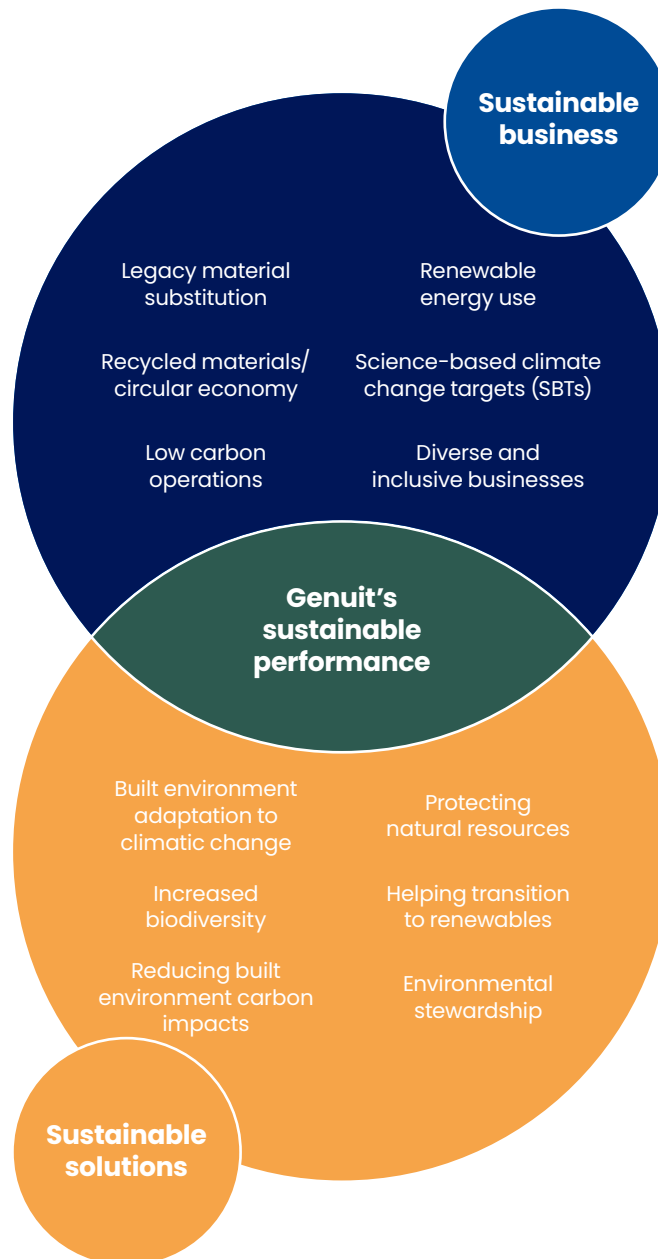 Sustainable
business
Legacy material
substitution
Renewable
energy use
Recycled materials/
circular economy
Science-based climate
change targets (SBTs)
Low carbon
operations
Diverse and
inclusive businesses
Genuit’s
sustainable
performance
Built environment
adaptation to
climatic change
Protecting
natural resources
Increased
biodiversity
Helping transition
to renewables
Reducing built
environment carbon
impacts
Environmental
stewardship
Sustainable
solutions